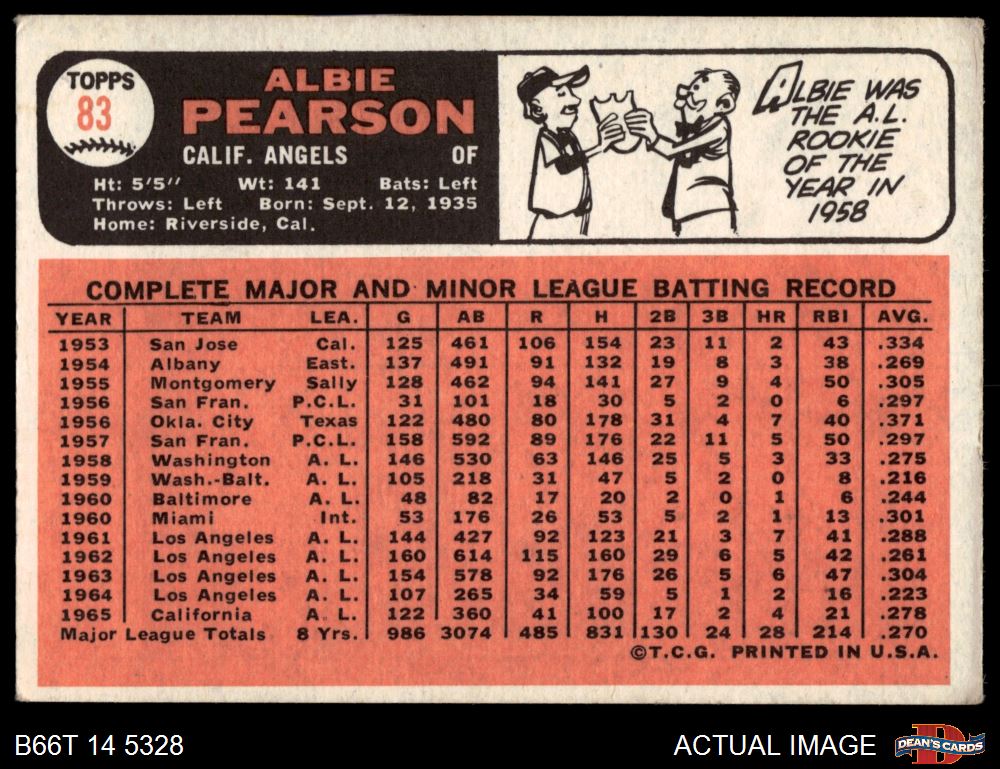 TOPPS
83
ALBIE
PEARSON
CALIF. ANGELS OF
Ht: 5'5" Wt: 141 Bats: Left
Throws: Left Born: Sept. 12, 1935
Home: Riverside, Cal.
ALBIE WAS
THE A.L.
ROOKIE
OF THE
YEAR IN
1958
COMPLETE MAJOR AND MINOR LEAGUE BATTING RECORD
YEAR TEAM LEA. G AB R H 2B 3B HR RBI AVG.
1953 San Jose Cal. 125 461 106 154 23 11 2 43 .334
1954 Albany East. 137 491 91 132 19 8 3 38 .269
1955 Montgomery Sally 128 462 94 141 27 9 4 50 .305
1956 San Fran. P.C.L. 31 101 18 30 5 2 0 6 .297
1956 Okla. City Texas 122 480 80 178 31 4 7 40 .371
1957 San Fran. P.C.L. 158 592 89 176 22 11 5 50 .297
1958 Washington A. L. 146 530 63 146 25 5 3 33 .275
1959 Wash.-Balt. A. L. 105 218 31 47 5 2 0 8 .216
1960 Baltimore A. L. 48 82 17 20 2 0 1 6 .244
1960 Miami Int. 53 176 26 53 5 2 1 13 .301
1961 Los Angeles A. L. 144 427 92 123 21 3 7 41 .288
1962 Los Angeles A. L. 160 614 115 160 29 6 5 42 .261
1963 Los Angeles A. L. 154 578 92 176 26 5 6 47 .304
1964 Los Angeles A. L. 107 265 34 59 5 1 2 16 .223
1965 California A. L. 122 360 41 100 17 2 4 21 .278
Major League Totals 8 Yrs. 986 3074 485 831 130 24 28 214 .270
©T.C.G. PRINTED IN U.S.A.
B66T 14 5328 ACTUAL IMAGE
D
DEAN'S CARDS